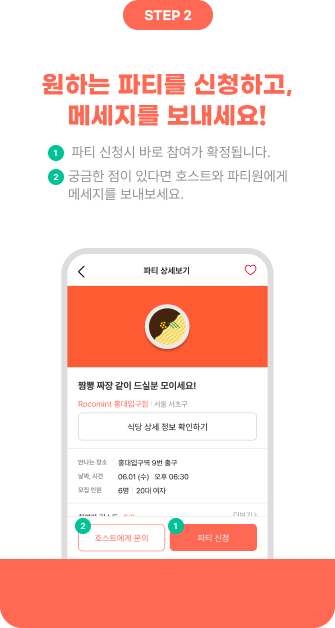 STEP 2
원하는 파티를 신청하고,
메세지를 보내세요!
1 파티 신청시 바로 참여가 확정됩니다.
2 궁금한 점이 있다면 호스트와 파티원에게
메세지를 보내보세요.
파티 상세보기
짬뽕 짜장 같이 드실분 모이세요!
Rocomint 홍대입구점 | 서울 서초구
식당 상세 정보 확인하기
만나는 장소 홍대입구역 9번 출구
날짜, 시간 06.01 (수) 오후 06:30
모집 인원 6명 | 20대 여자
더보기
2 1
호스트에게 문의 파티 신청